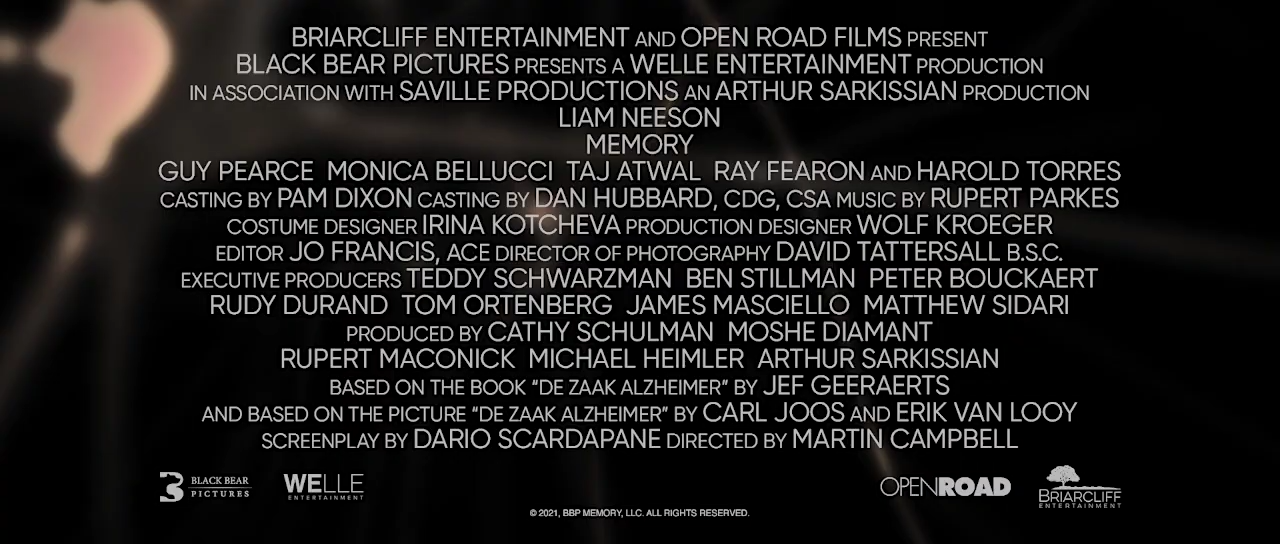 BRIARCLIFF ENTERTAINMENT AND OPEN ROAD FILMS PRESENT
BLACK BEAR PICTURES PRESENTS A WELLE ENTERTAINMENT PRODUCTION
IN ASSOCIATION WITH SAVILLE PRODUCTIONS AN ARTHUR SARKISSIAN PRODUCTION
LIAM NEESON
MEMORY
GUY PEARCE MONICA BELLUCCI TAJ ATWAL RAY FEARON AND HAROLD TORRES
CASTING BY PAM DIXON CASTING BY DAN HUBBARD, CDG, CSA MUSIC BY RUPERT PARKES
COSTUME DESIGNER IRINA KOTCHEVA PRODUCTION DESIGNER WOLF KROEGER
EDITOR JO FRANCIS, ACE DIRECTOR OF PHOTOGRAPHY DAVID TATTERSALL B.S.C.
EXECUTIVE PRODUCERS TEDDY SCHWARZMAN BEN STILLMAN PETER BOUCKAERT
RUDY DURAND TOM ORTENBERG JAMES MASCIELLO MATTHEW SIDARI
PRODUCED BY CATHY SCHULMAN MOSHE DIAMANT
RUPERT MACONICK MICHAEL HEIMLER ARTHUR SARKISSIAN
BASED ON THE BOOK “DE ZAAK ALZHEIMER” BY JEF GEERAERTS
AND BASED ON THE PICTURE “DE ZAAK ALZHEIMER” BY CARL JOOS AND ERIK VAN LOOY
SCREENPLAY BY DARIO SCARDAPANE DIRECTED BY MARTIN CAMPBELL
BLACK BEAR
PICTURES
WELLE
ENTERTAINMENT
OPENROAD
BRIARCLIFF
ENTERTAINMENT
© 2021, BBP MEMORY, LLC. ALL RIGHTS RESERVED.